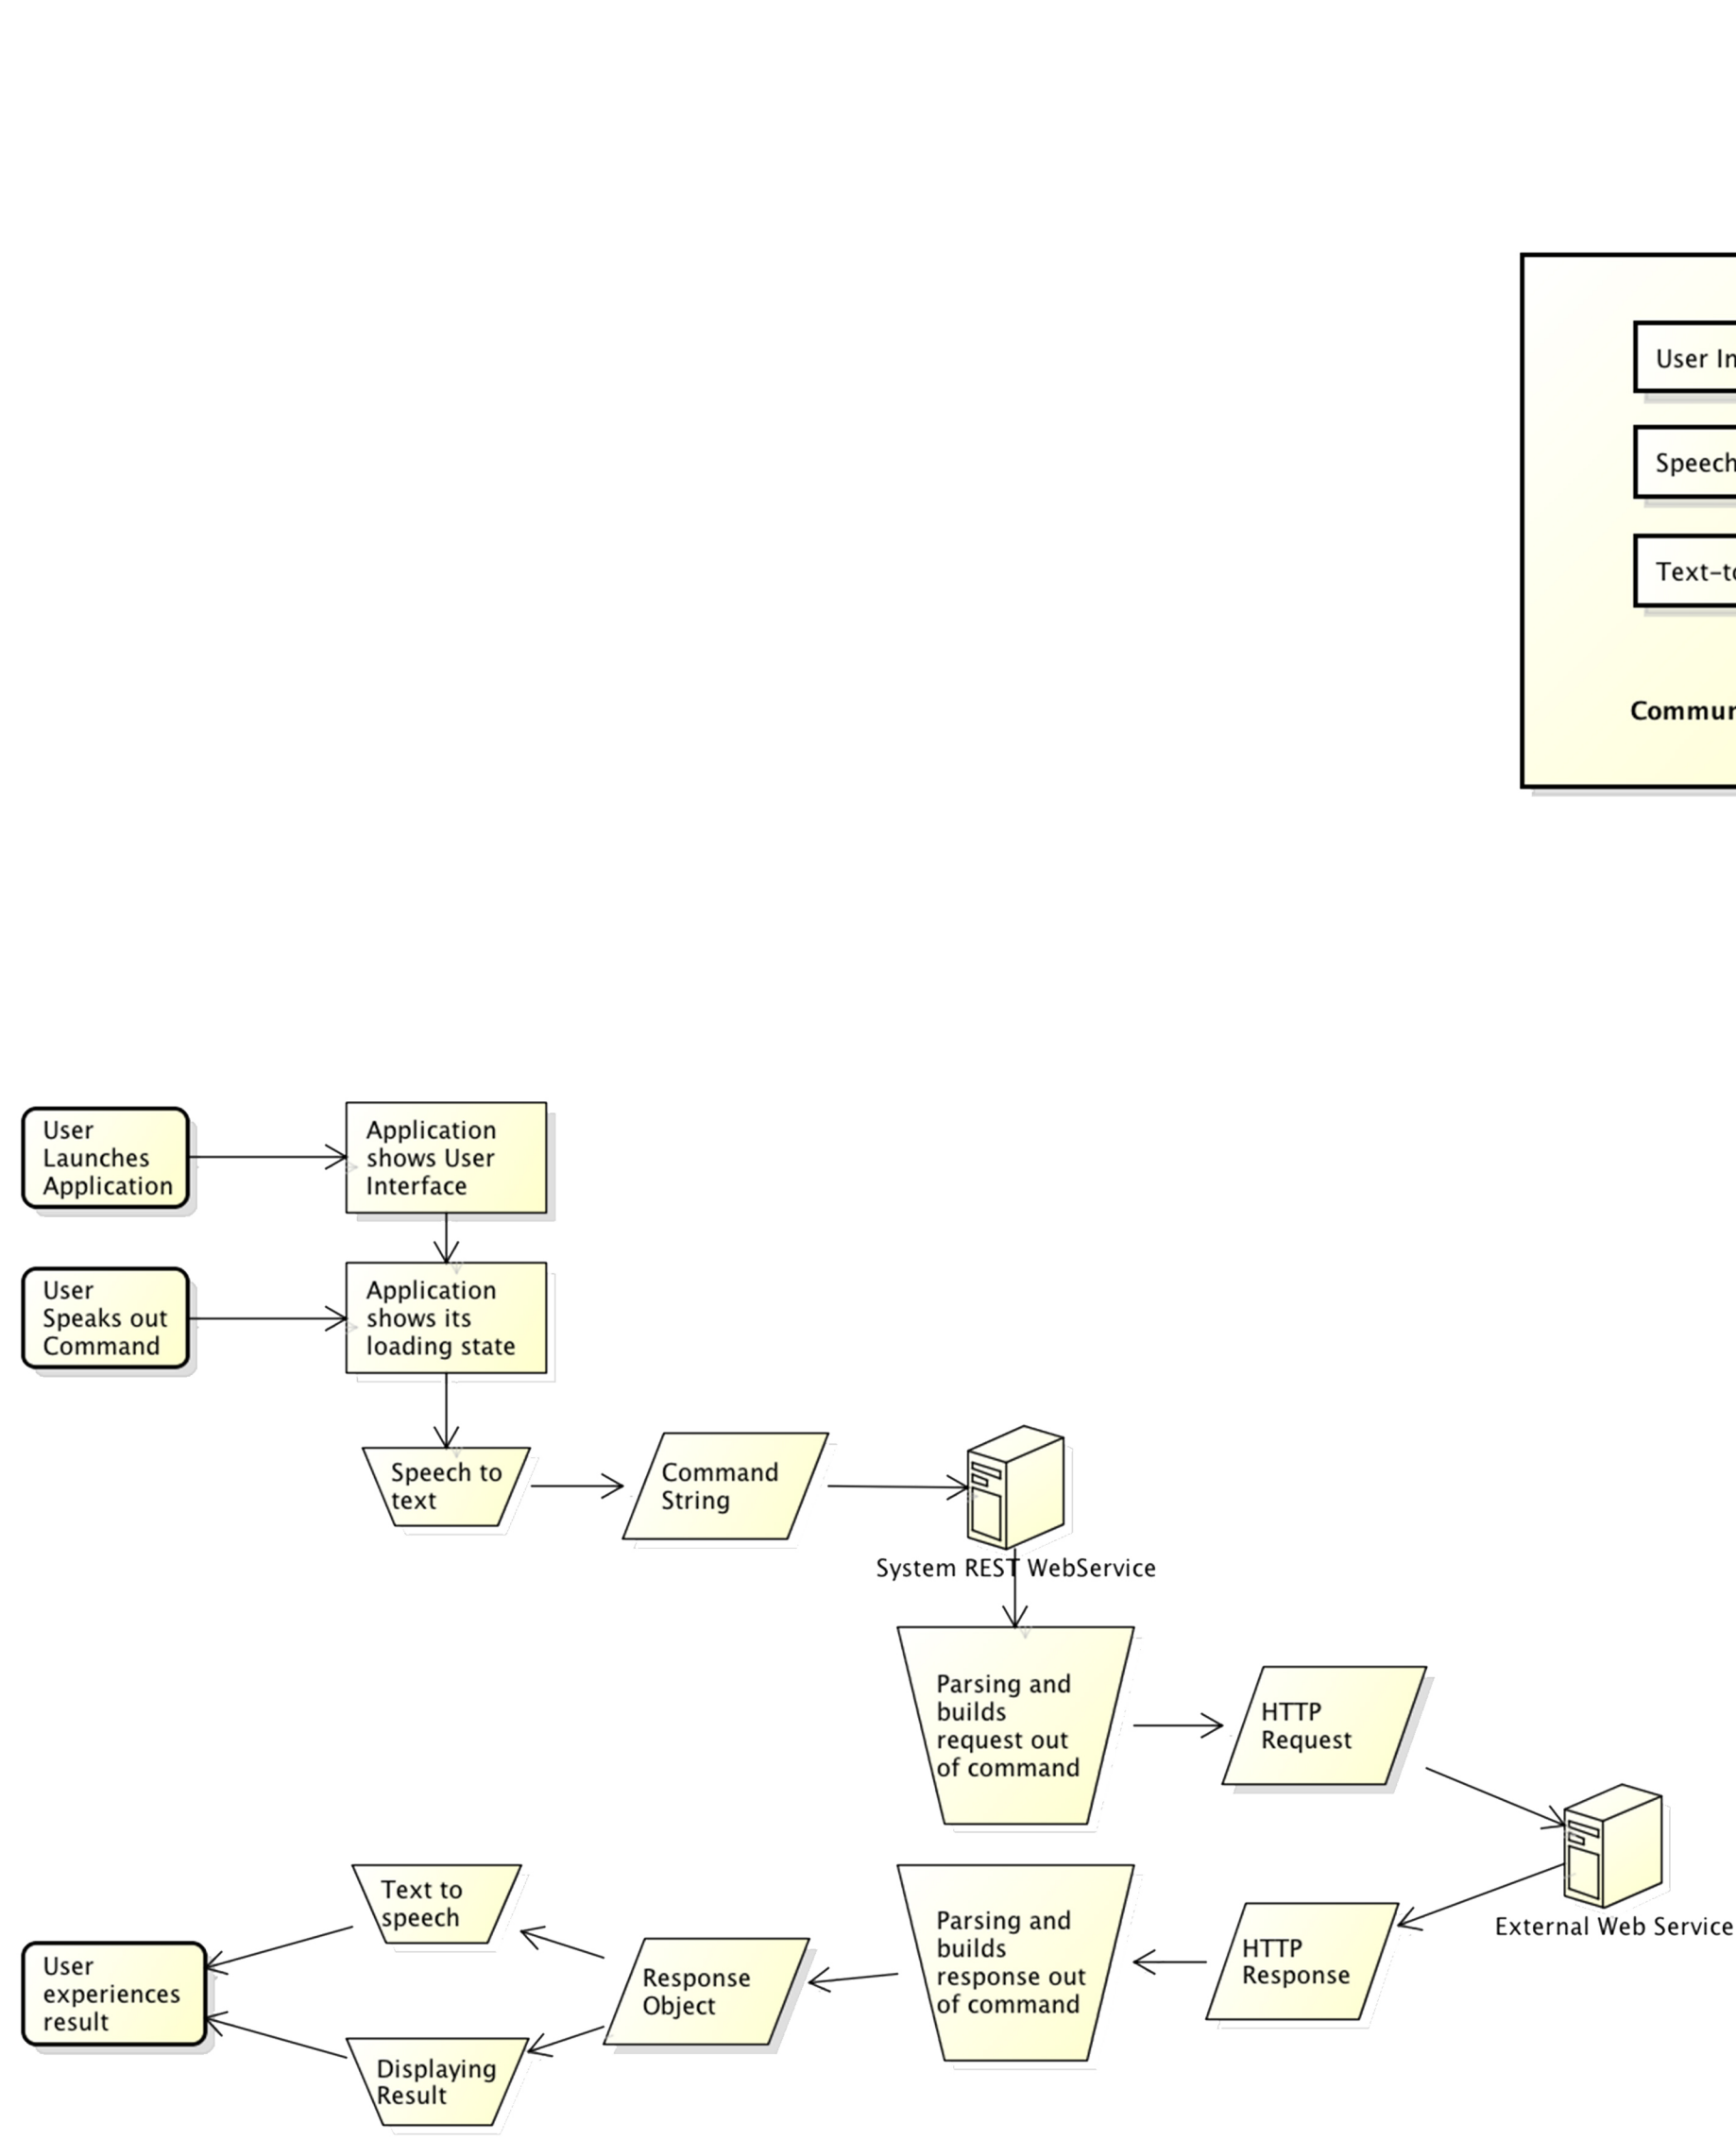 User In
Speech
Text-to
Commun
User
Launches
Application
Application
shows User
Interface
User
Speaks out
Command
Application
shows its
loading state
Speech to
text
Command
String
System REST WebService
Parsing and
builds
request out
of command
HTTP
Request
External Web Service
HTTP
Response
Parsing and
builds
response out
of command
Response
Object
Text to
speech
Displaying
Result
User
experiences
result